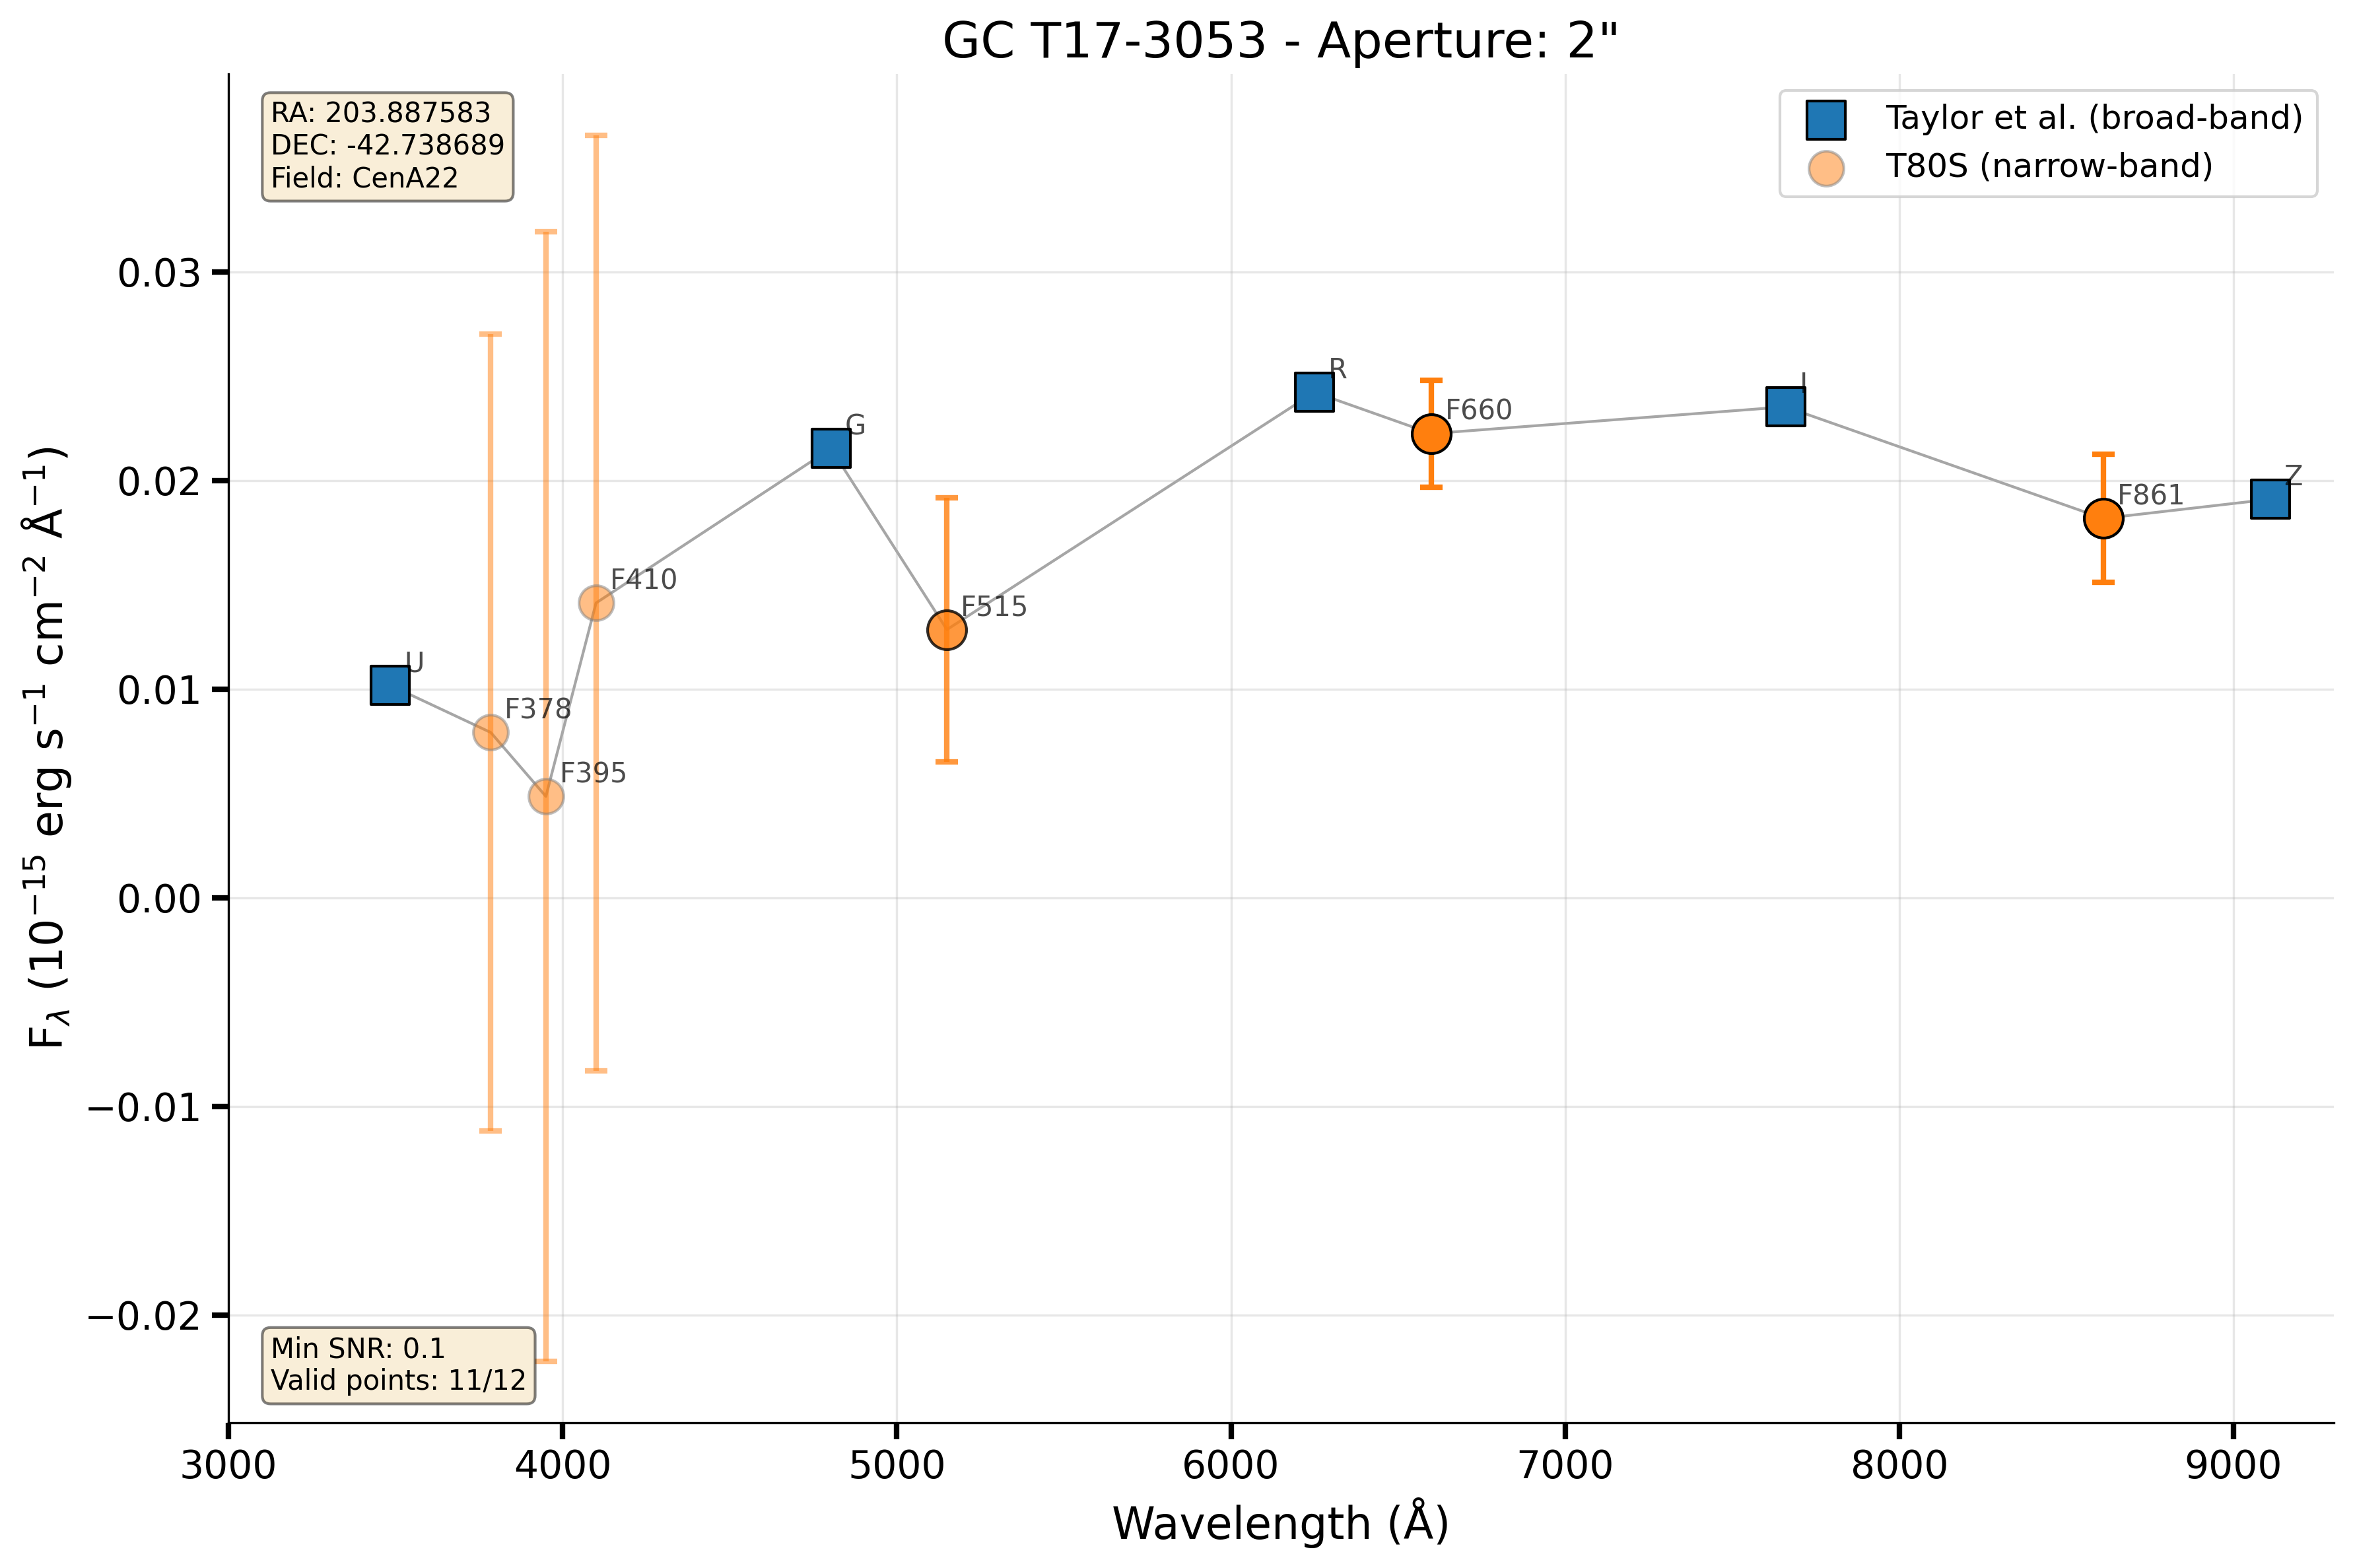 GC T17-3053 - Aperture: 2"
RA: 203.887583
DEC: -42.738689
Field: CenA22
Taylor et al. (broad-band)
T80S (narrow-band)
F_λ (10⁻¹⁵ erg s⁻¹ cm⁻² Å⁻¹)
0.03
0.02
0.01
0.00
−0.01
−0.02
U
F378
F395
F410
G
F515
R
F660
I
F861
Z
Min SNR: 0.1
Valid points: 11/12
3000
4000
5000
6000
7000
8000
9000
Wavelength (Å)